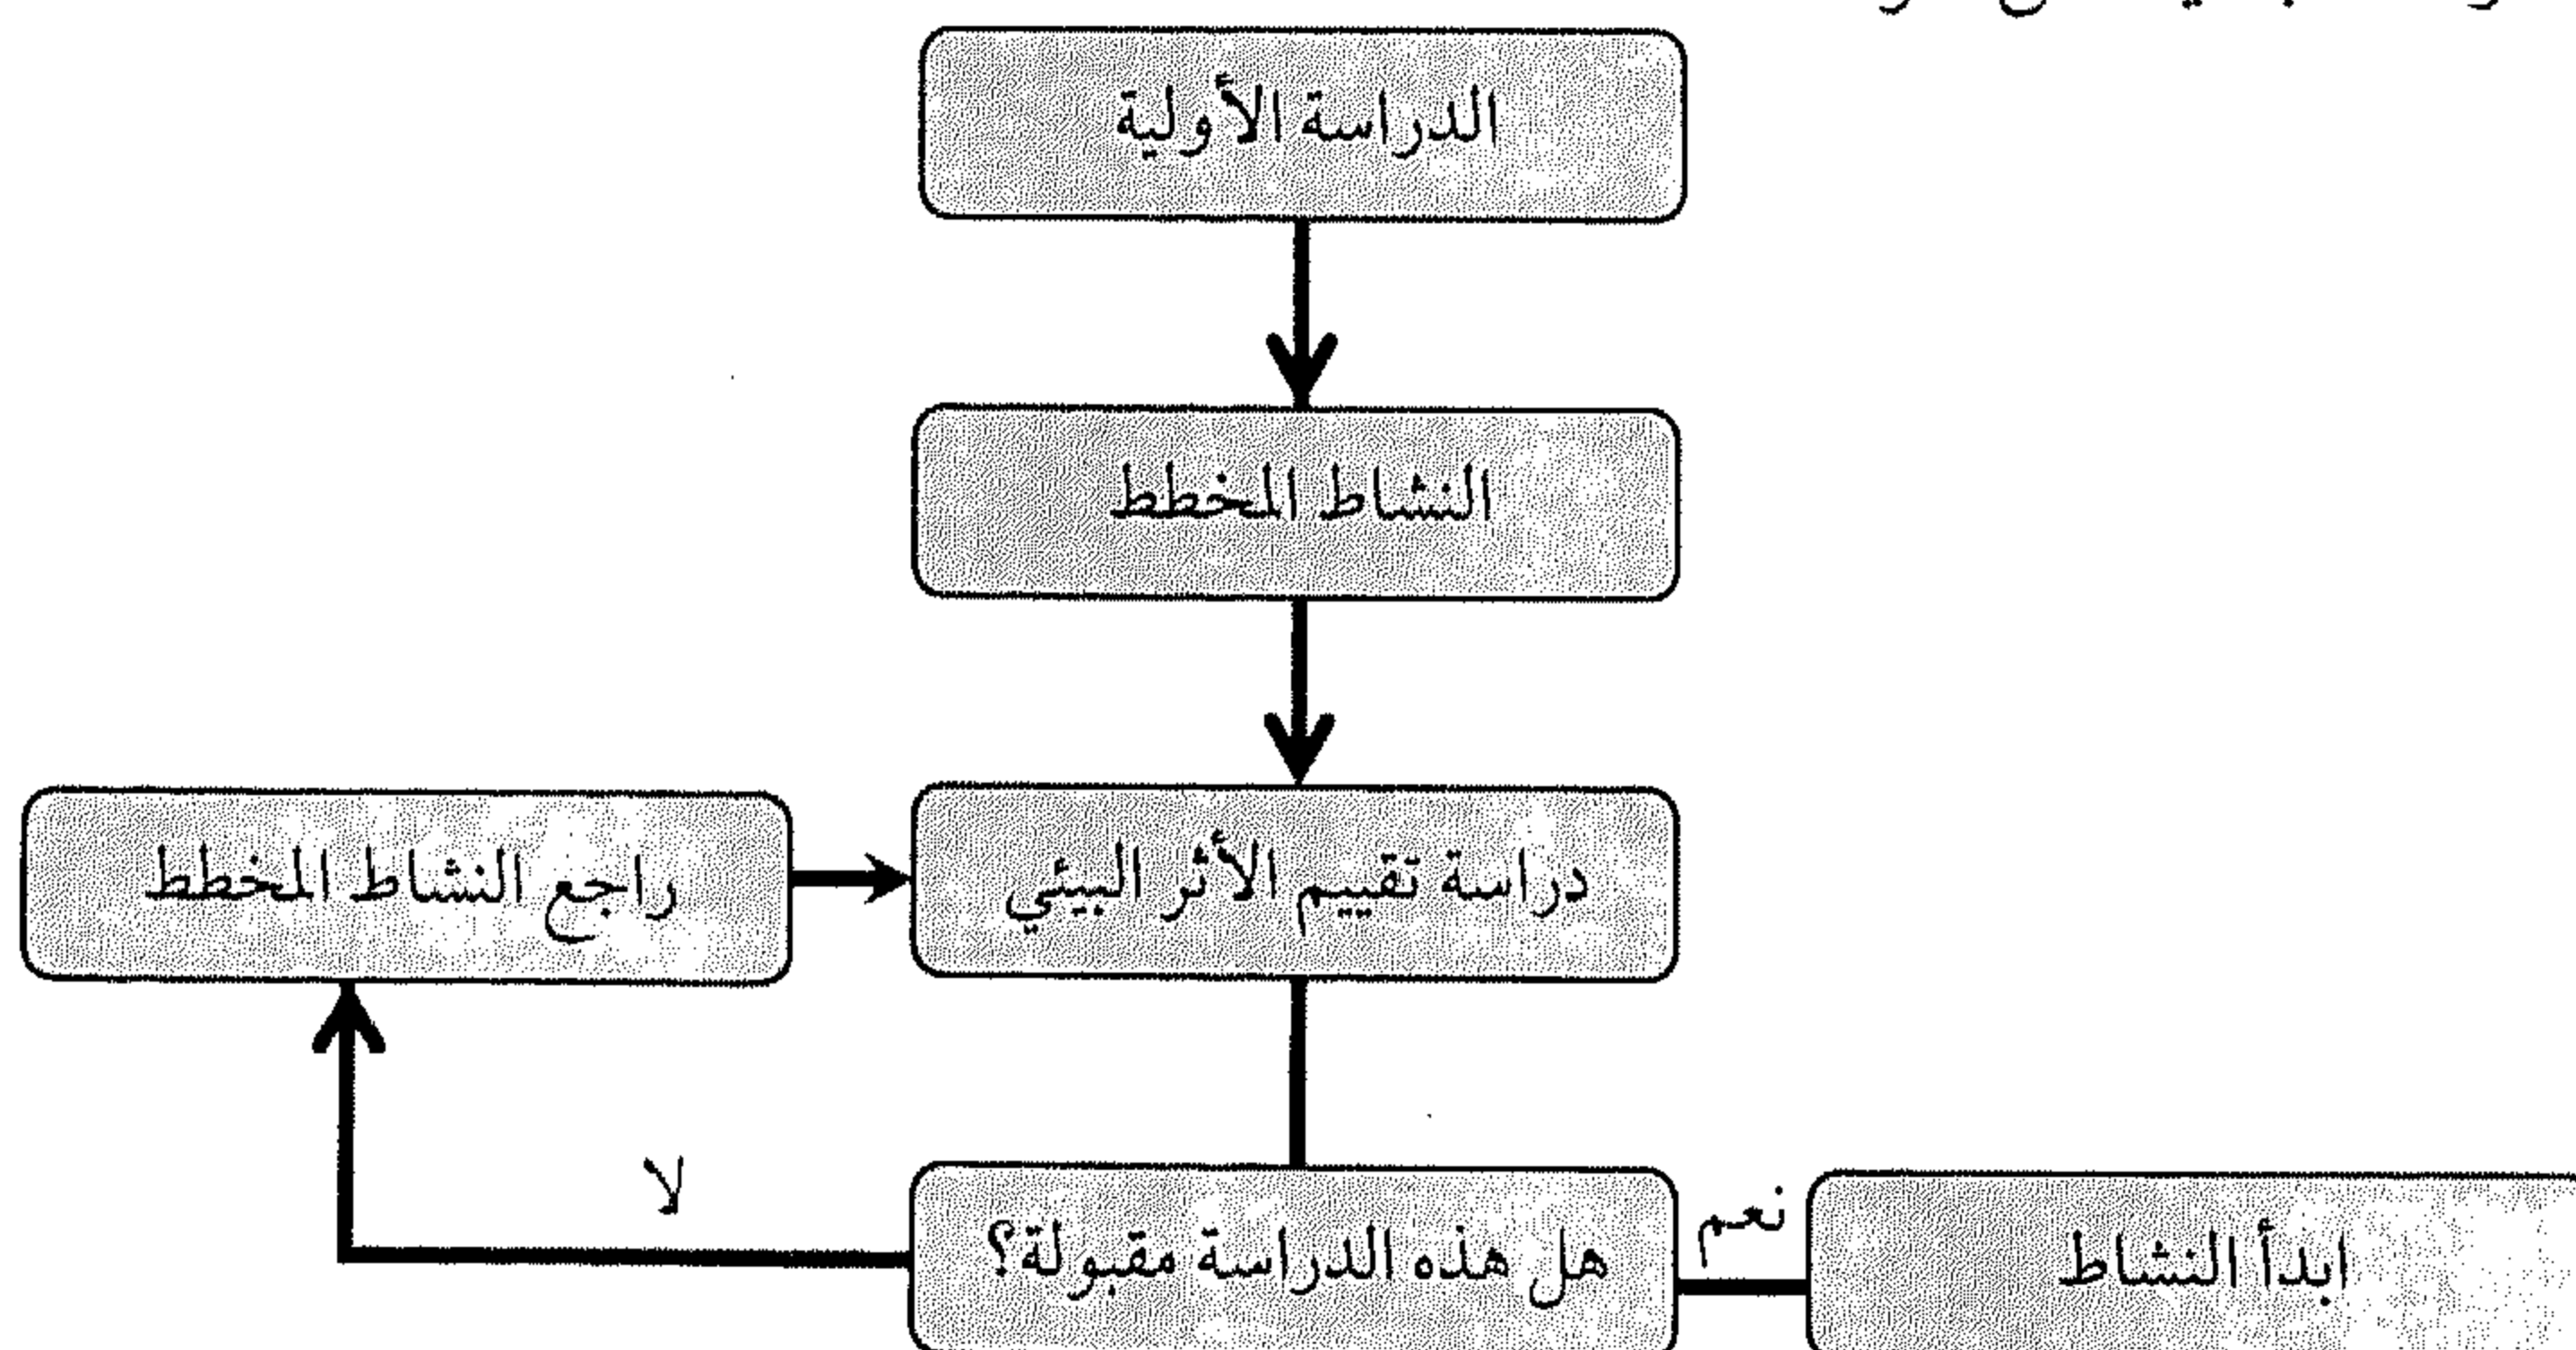 الدراسة الأولية
النشاط المخطط
دراسة تقييم الأثر البيئي
راجع النشاط المخطط
لا
هل هذه الدراسة مقبولة؟
نعم
ابدأ النشاط